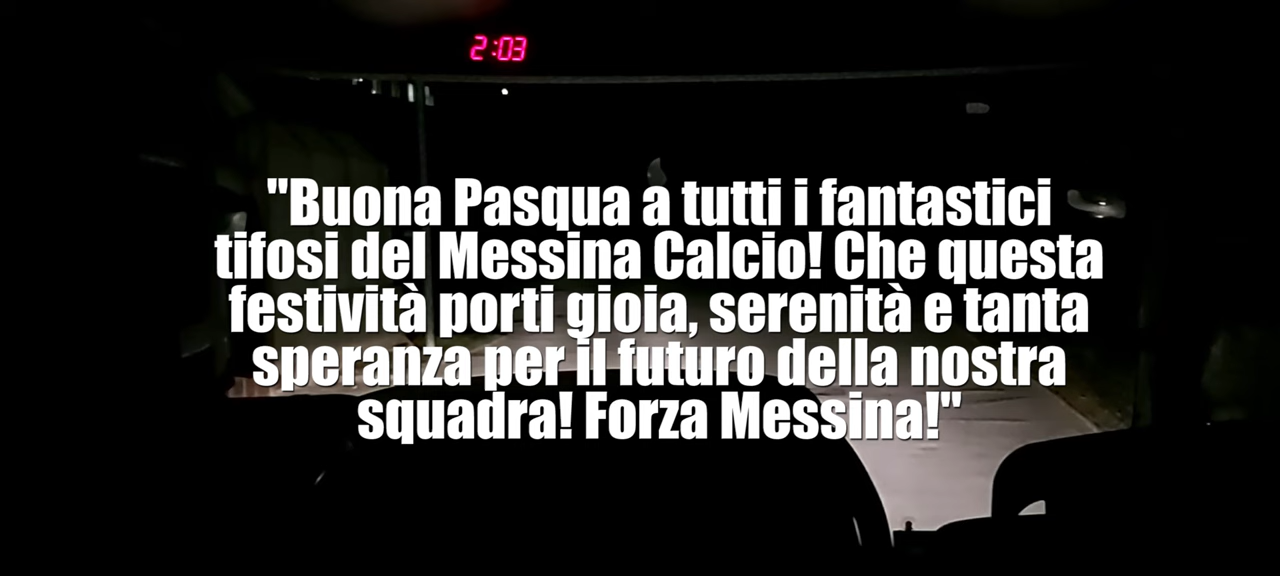 2:03
"Buona Pasqua a tutti i fantastici
tifosi del Messina Calcio! Che questa
festività porti gioia, serenità e tanta
speranza per il futuro della nostra
squadra! Forza Messina!"